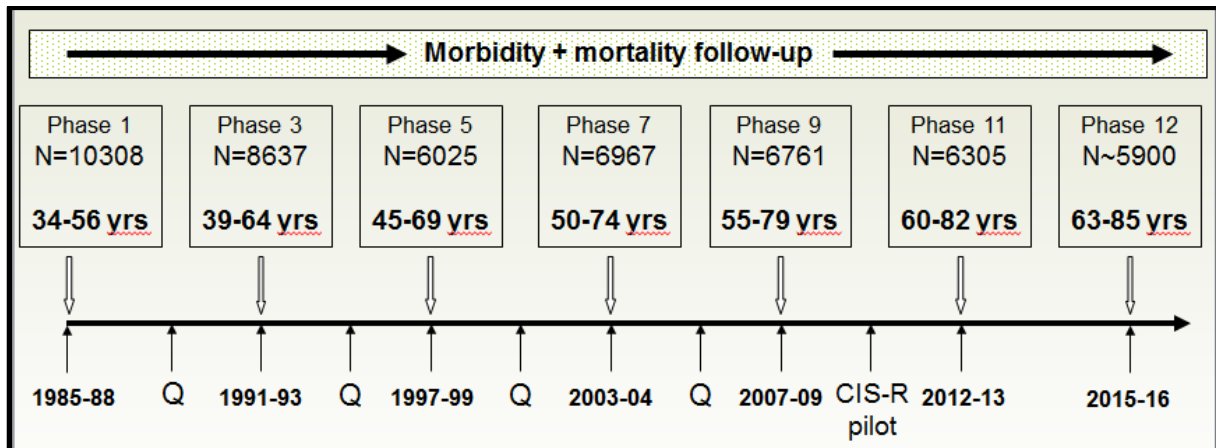 Morbidity + mortality follow-up
Phase 1
N=10308
34-56 yrs
Phase 3
N=8637
39-64 yrs
Phase 5
N=6025
45-69 yrs
Phase 7
N=6967
50-74 yrs
Phase 9
N=6761
55-79 yrs
Phase 11
N=6305
60-82 yrs
Phase 12
N~5900
63-85 yrs
1985-88
Q
1991-93
Q
1997-99
Q
2003-04
Q
2007-09
CIS-R
pilot
2012-13
2015-16